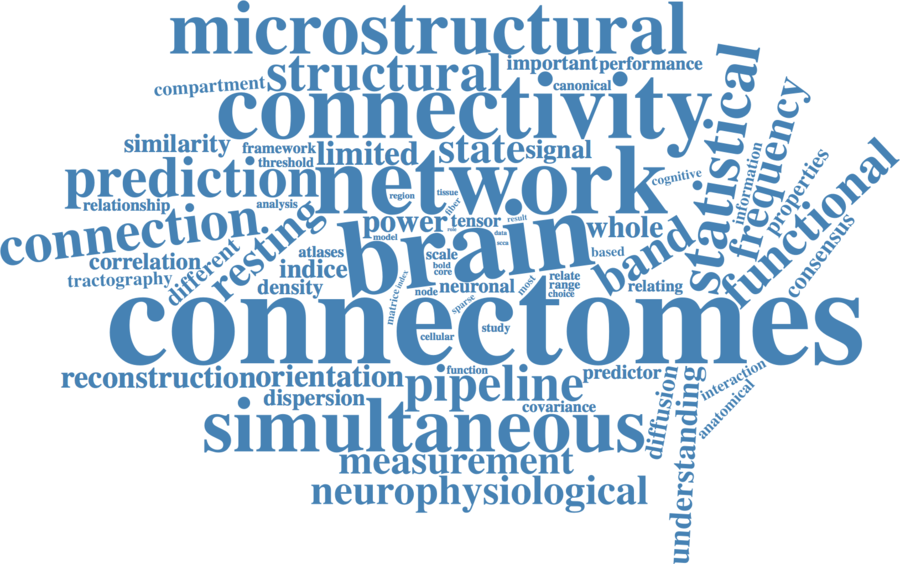 microstructural
structural
important
performance
compartment
canonical
connectivity
statistical
frequency
similarity
framework
threshold
limited
state
signal
information
properties
functional
prediction
network
cognitive
relationship
analysis
region
tissue
fiber
connection
resting
power
tensor
result
whole
model
cole
data
scca
brain
band
based
consensus
correlation
different
atlases
scale
tractography
indice
bold
core
density
matrice
index
node
neuronal
most
relate
range
choice
relating
sparse
connectomes
cellular
study
reconstruction
orientation
function
pipeline
predictor
dispersion
covariance
diffusion
understanding
interaction
anatomical
simultaneous
measurement
neurophysiological